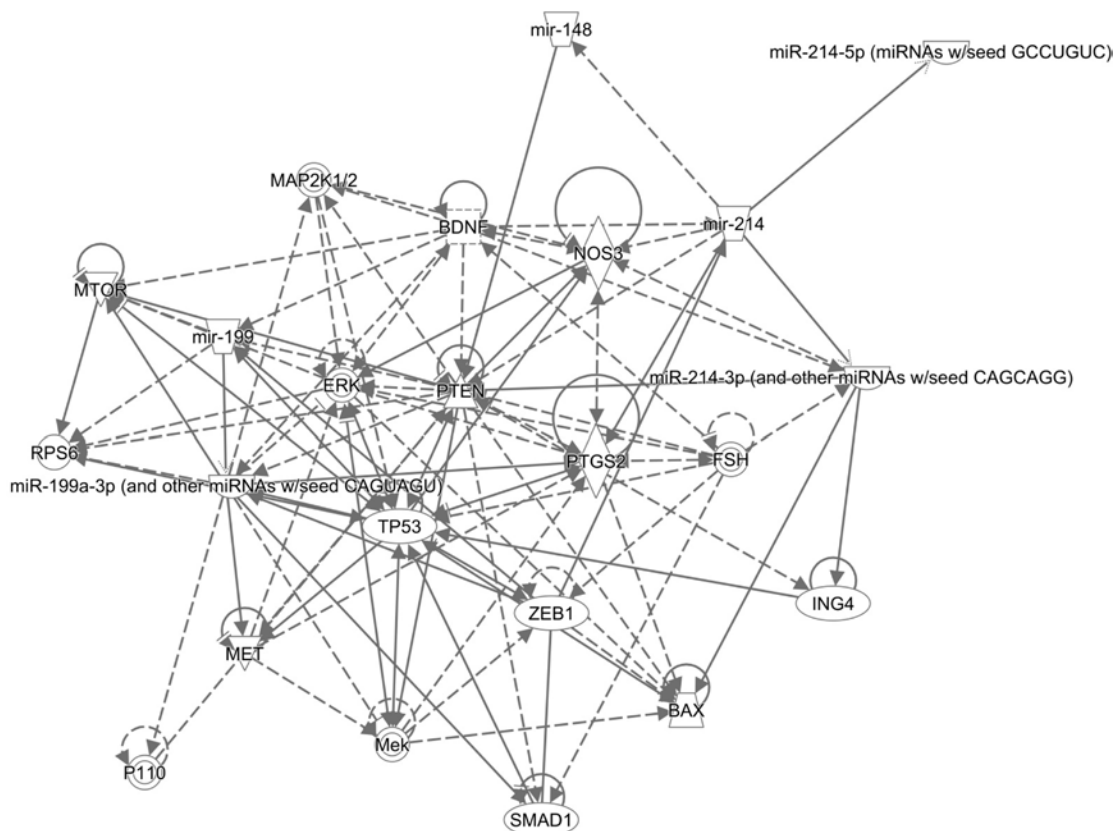 mir-148
miR-214-5p (miRNAs w/seed GCCUGUC)
MAP2K1/2
BDNF
mir-214
NOS3
MTOR
mir-199
ERK
PTEN
miR-214-3p (and other miRNAs w/seed CAGCAGG)
RPS6
PTGS2
FSH
miR-199a-3p (and other miRNAs w/seed CAGUAGU)
TP53
ZEB1
ING4
MET
BAX
Mek
P110
SMAD1